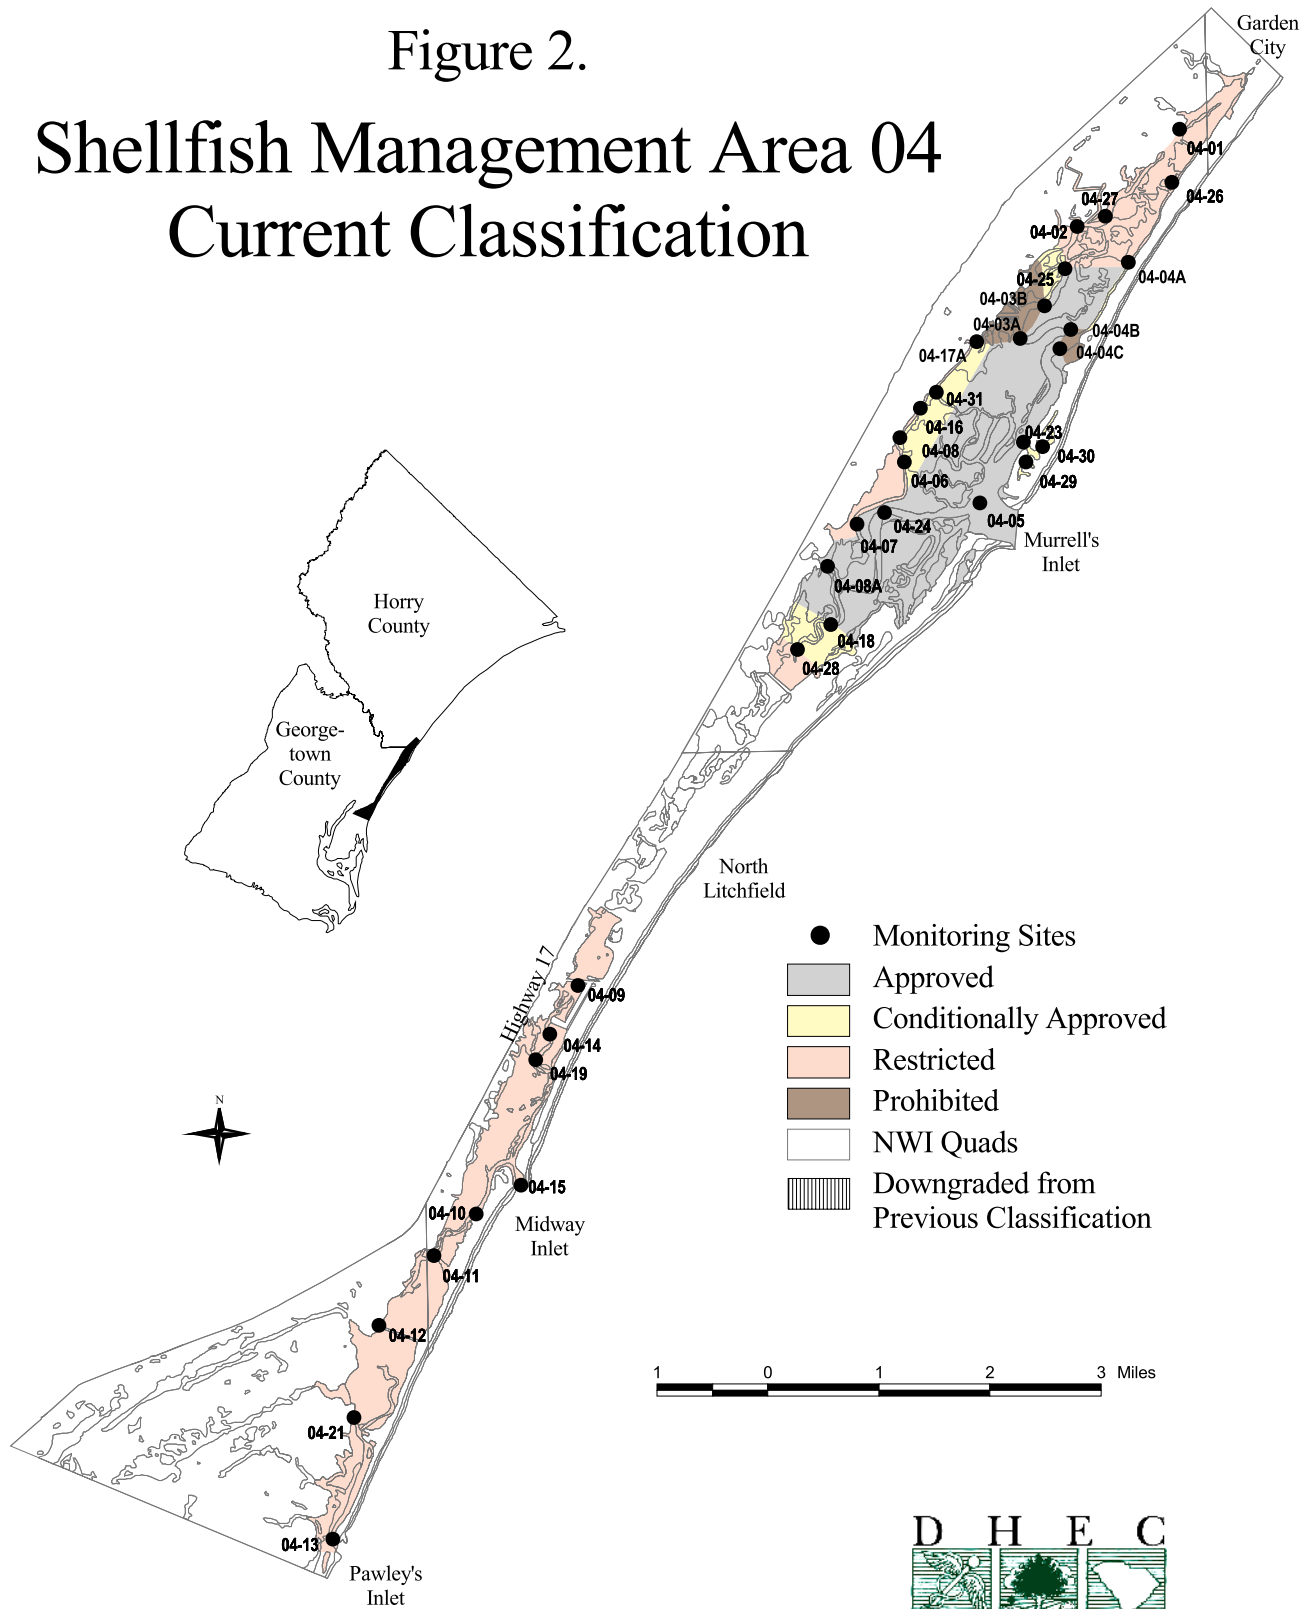 Figure 2.
Shellfish Management Area 04
Current Classification
Garden
City
04-01
04-26
04-27
04-02
04-04A
04-25
04-03B
04-03A
04-04B
04-17A
04-04C
04-31
04-16
04-23
04-08
04-30
04-06
04-29
04-24
04-05
04-07
Murrell's
Inlet
04-08A
04-18
04-28
Horry
County
George-
town
County
North
Litchfield
Highway 17
04-09
04-14
04-19
04-15
04-10
Midway
Inlet
04-11
04-12
04-21
04-13
Pawley's
Inlet
N
Monitoring Sites
Approved
Conditionally Approved
Restricted
Prohibited
NWI Quads
Downgraded from
Previous Classification
1 0 1 2 3 Miles
D H E C